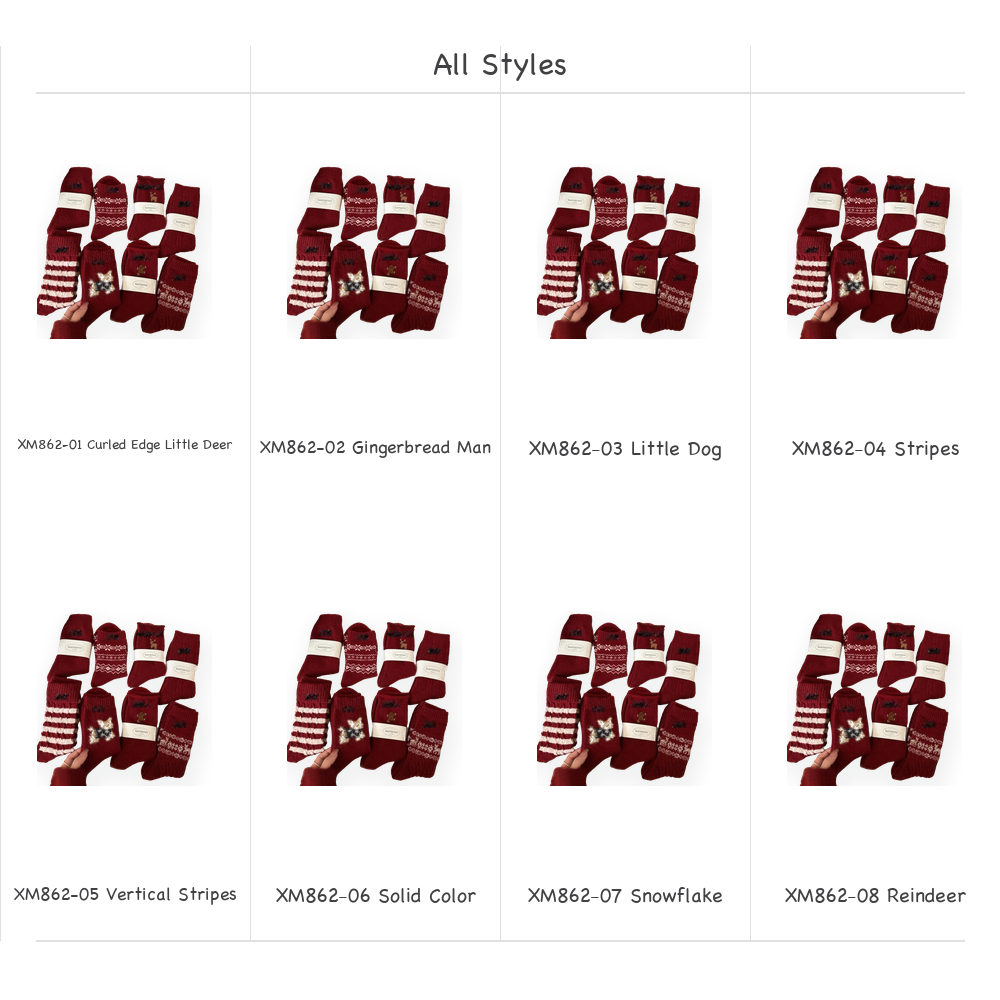 All Styles
XM862-01 Curled Edge Little Deer
XM862-02 Gingerbread Man
XM862-03 Little Dog
XM862-04 Stripes
XM862-05 Vertical Stripes
XM862-06 Solid Color
XM862-07 Snowflake
XM862-08 Reindeer